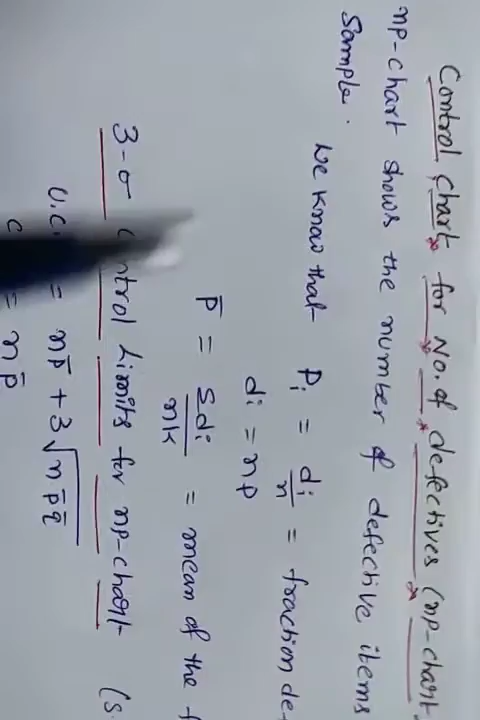 Control Chart for No. of defectives (np-chart
np-chart shows the number of defective items
Sample.
We know that Pi = di/n = fraction de
di = np
p̄ = Σdi/nk = mean of the
3-σ Control Limits for np-chart (s
U.C. = np̄ + 3√np̄q̄
C = np̄